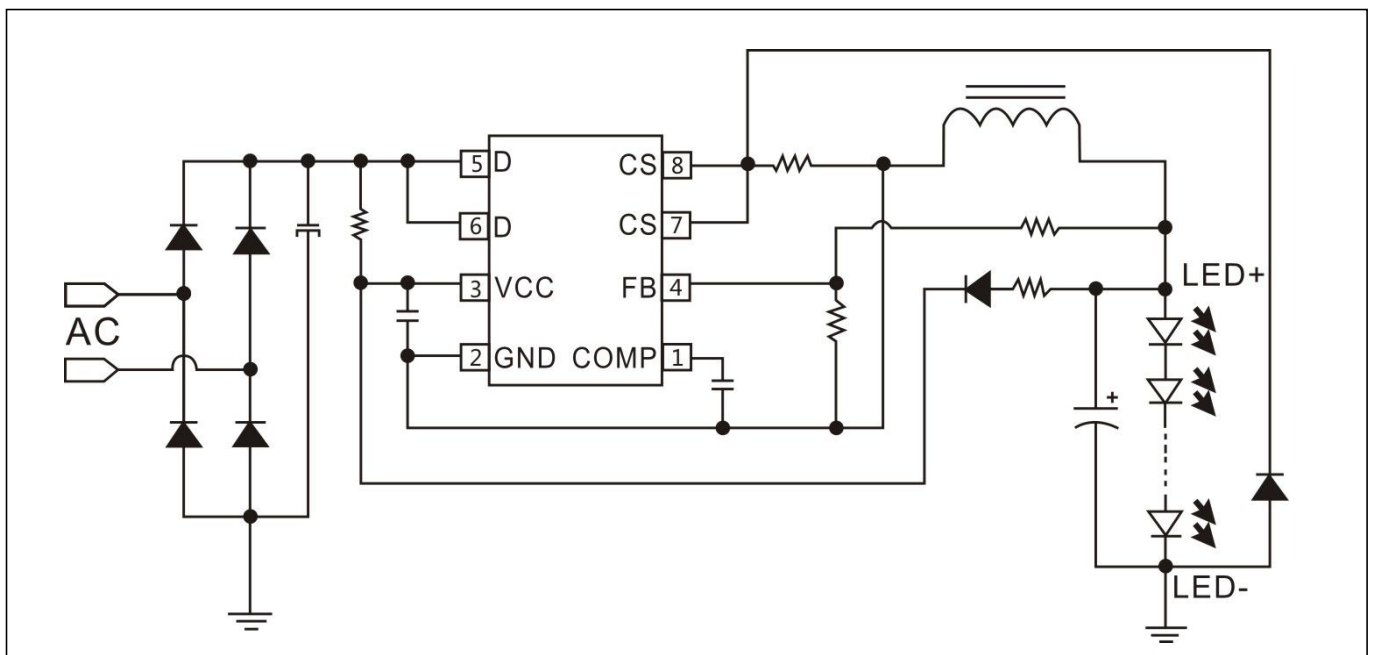 5 D
CS 8
6 D
CS 7
3 VCC
FB 4
LED+
AC
2 GND
COMP 1
+
LED-